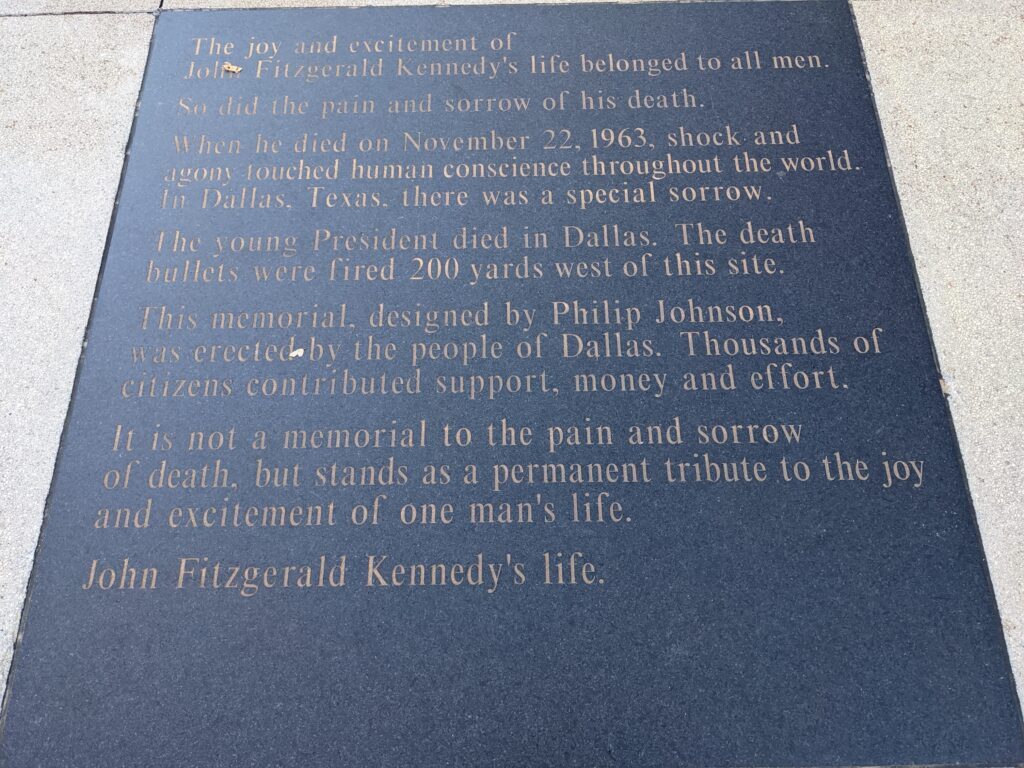 The joy and excitement of
John Fitzgerald Kennedy's life belonged to all men.
So did the pain and sorrow of his death.
When he died on November 22, 1963, shock and
agony touched human conscience throughout the world.
In Dallas, Texas, there was a special sorrow.
The young President died in Dallas. The death
bullets were fired 200 yards west of this site.
This memorial, designed by Philip Johnson,
was erected by the people of Dallas. Thousands of
citizens contributed support, money and effort.
It is not a memorial to the pain and sorrow
of death, but stands as a permanent tribute to the joy
and excitement of one man's life.
John Fitzgerald Kennedy's life.